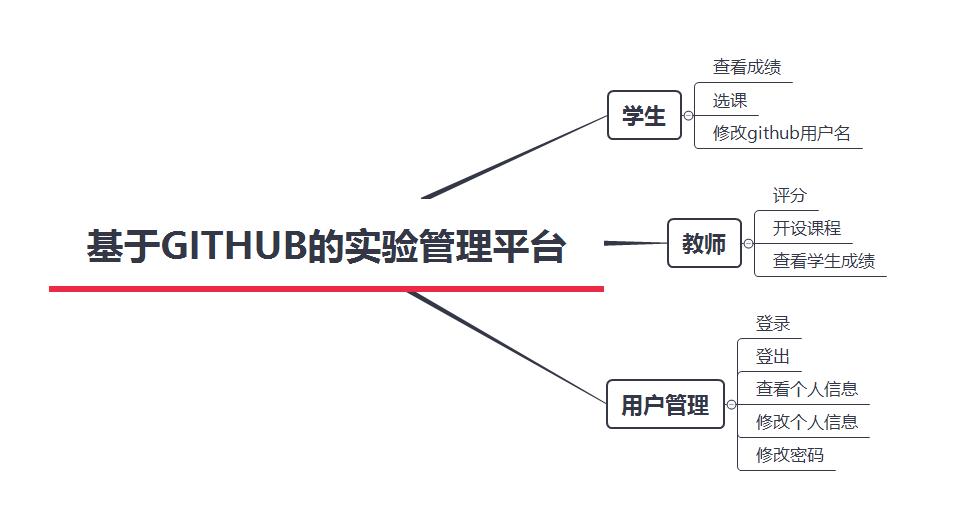 基于GITHUB的实验管理平台
学生
查看成绩
选课
修改github用户名
教师
评分
开设课程
查看学生成绩
用户管理
登录
登出
查看个人信息
修改个人信息
修改密码